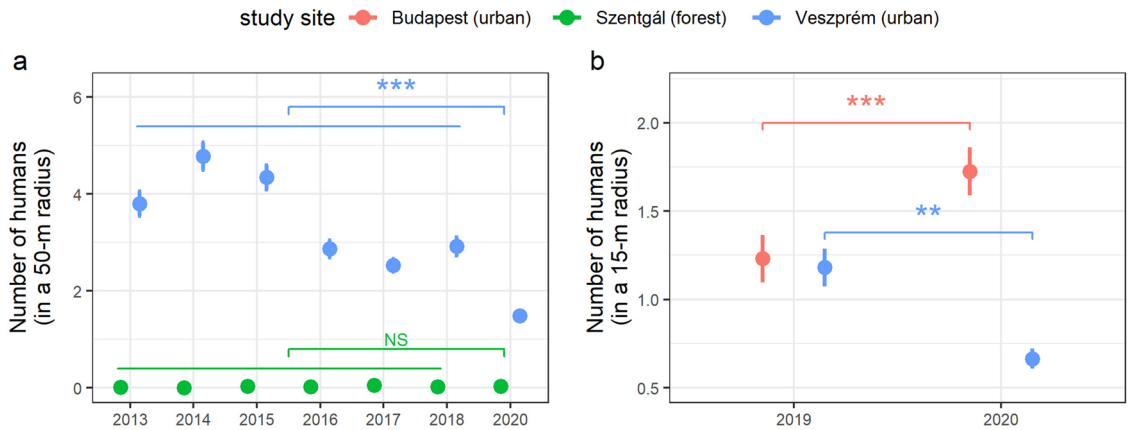 study site Budapest (urban) Szentgál (forest) Veszprém (urban)
a
Number of humans
(in a 50-m radius)
6
4
2
0
***
NS
2013 2014 2015 2016 2017 2018 2020
b
Number of humans
(in a 15-m radius)
2.0
1.5
1.0
0.5
***
**
2019 2020